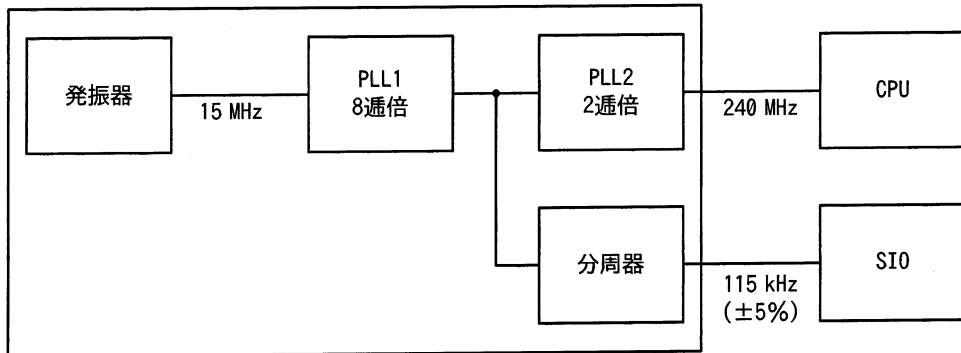 発振器
15 MHz
PLL1
8逓倍
PLL2
2逓倍
240 MHz
CPU
分周器
115 kHz
(±5%)
SIO